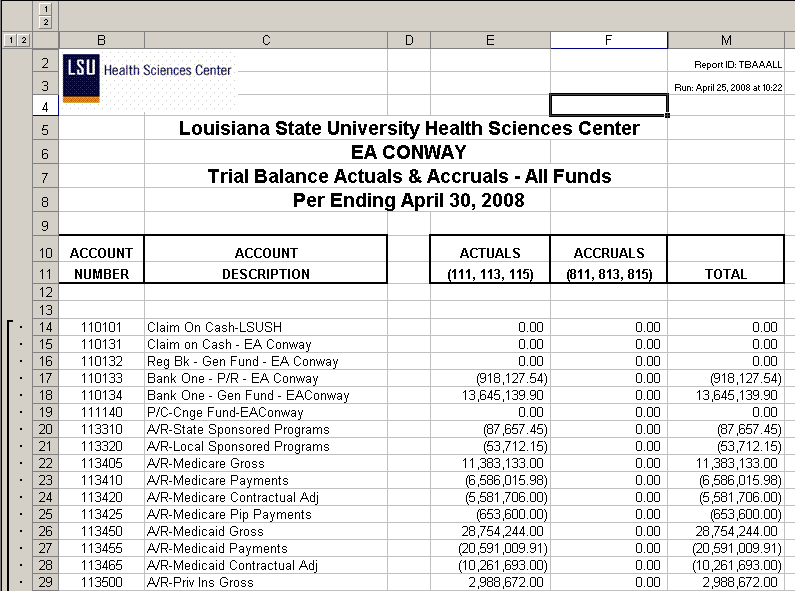 1
2
1 2 B C D E F M
2 LSU Health Sciences Center Report ID: TBAAALL
3 Run: April 25, 2008 at 10:22
4
5 Louisiana State University Health Sciences Center
6 EA CONWAY
7 Trial Balance Actuals & Accruals - All Funds
8 Per Ending April 30, 2008
9
10 ACCOUNT ACCOUNT ACTUALS ACCRUALS
11 NUMBER DESCRIPTION (111, 113, 115) (811, 813, 815) TOTAL
12
13
14 110101 Claim On Cash-LSUSH 0.00 0.00 0.00
15 110131 Claim on Cash - EA Conway 0.00 0.00 0.00
16 110132 Reg Bk - Gen Fund - EA Conway 0.00 0.00 0.00
17 110133 Bank One - P/R - EA Conway (918,127.54) 0.00 (918,127.54)
18 110134 Bank One - Gen Fund - EAConway 13,645,139.90 0.00 13,645,139.90
19 111140 P/C-Cnge Fund-EAConway 0.00 0.00 0.00
20 113310 A/R-State Sponsored Programs (87,657.45) 0.00 (87,657.45)
21 113320 A/R-Local Sponsored Programs (53,712.15) 0.00 (53,712.15)
22 113405 A/R-Medicare Gross 11,383,133.00 0.00 11,383,133.00
23 113410 A/R-Medicare Payments (6,586,015.98) 0.00 (6,586,015.98)
24 113420 A/R-Medicare Contractual Adj (5,581,706.00) 0.00 (5,581,706.00)
25 113425 A/R-Medicare Pip Payments (653,600.00) 0.00 (653,600.00)
26 113450 A/R-Medicaid Gross 28,754,244.00 0.00 28,754,244.00
27 113455 A/R-Medicaid Payments (20,591,009.91) 0.00 (20,591,009.91)
28 113465 A/R-Medicaid Contractual Adj (10,261,693.00) 0.00 (10,261,693.00)
29 113500 A/R-Priv Ins Gross 2,988,672.00 0.00 2,988,672.00